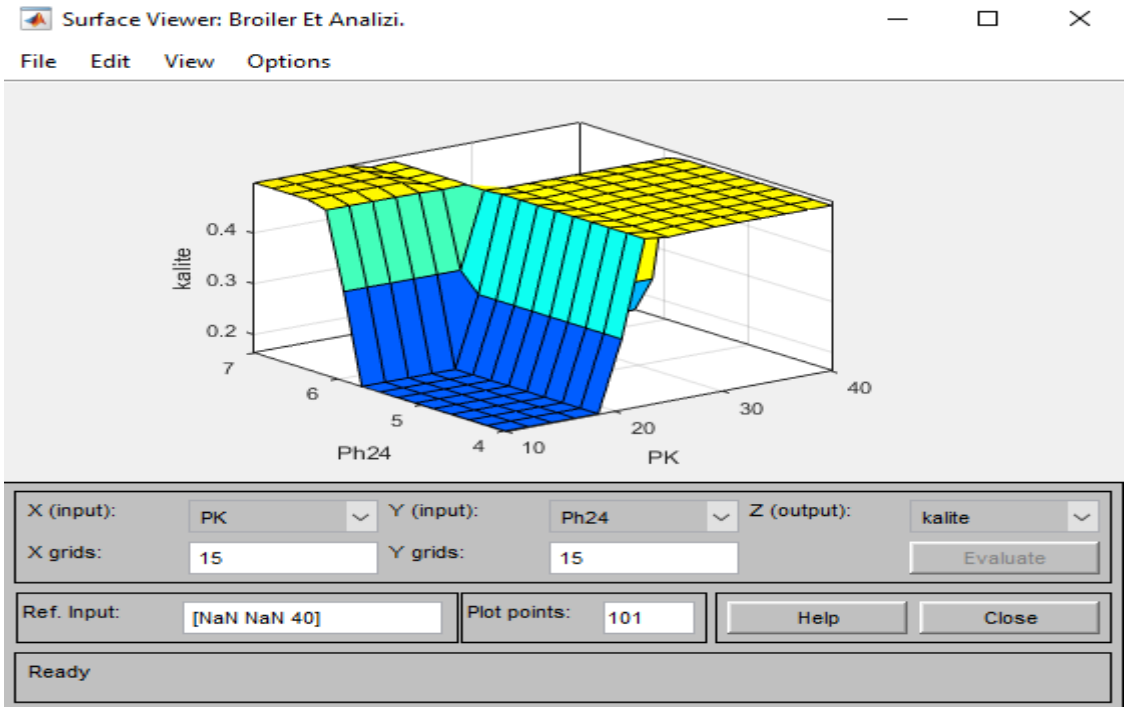 Surface Viewer: Broiler Et Analizi.
File Edit View Options
0.4
0.3
0.2
kalite
7
6
5
4
Ph24
10
20
30
40
PK
X (input): PK Y (input): Ph24 Z (output): kalite
X grids: 15 Y grids: 15 Evaluate
Ref. Input: [NaN NaN 40] Plot points: 101 Help Close
Ready